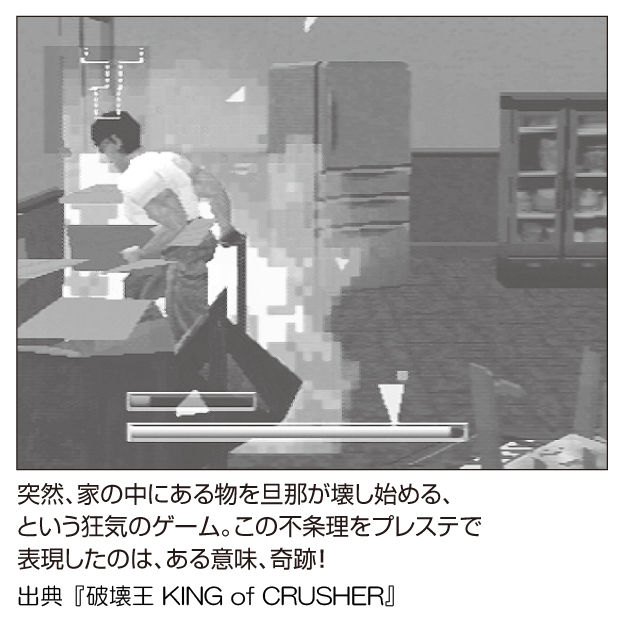 突然、家の中にある物を旦那が壊し始める、
という狂気のゲーム。この不条理をプレステで
表現したのは、ある意味、奇跡！
出典『破壊王 KING of CRUSHER』